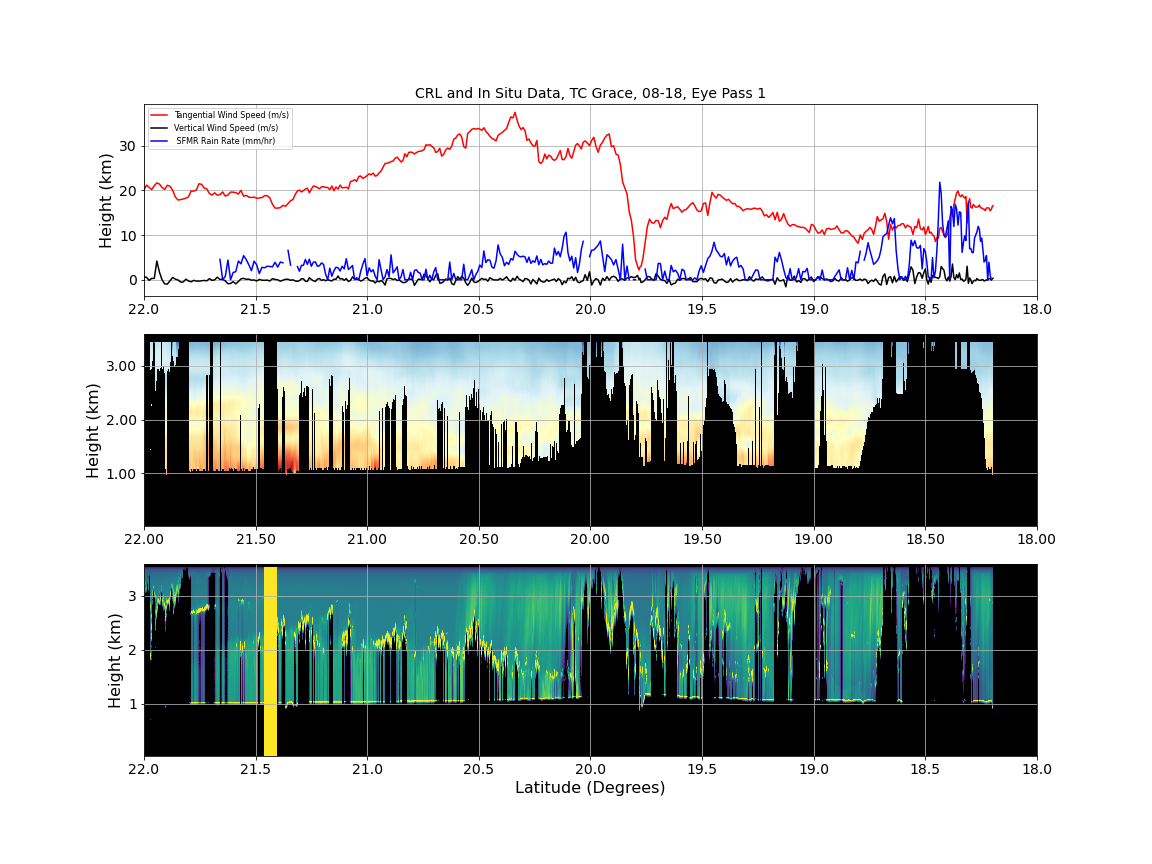 CRL and In Situ Data, TC Grace, 08-18, Eye Pass 1
Tangential Wind Speed (m/s)
Vertical Wind Speed (m/s)
SFMR Rain Rate (mm/hr)
Height (km)
30
20
10
0
22.0 21.5 21.0 20.5 20.0 19.5 19.0 18.5 18.0
Height (km)
3.00
2.00
1.00
22.00 21.50 21.00 20.50 20.00 19.50 19.00 18.50 18.00
Height (km)
3
2
1
22.0 21.5 21.0 20.5 20.0 19.5 19.0 18.5 18.0
Latitude (Degrees)